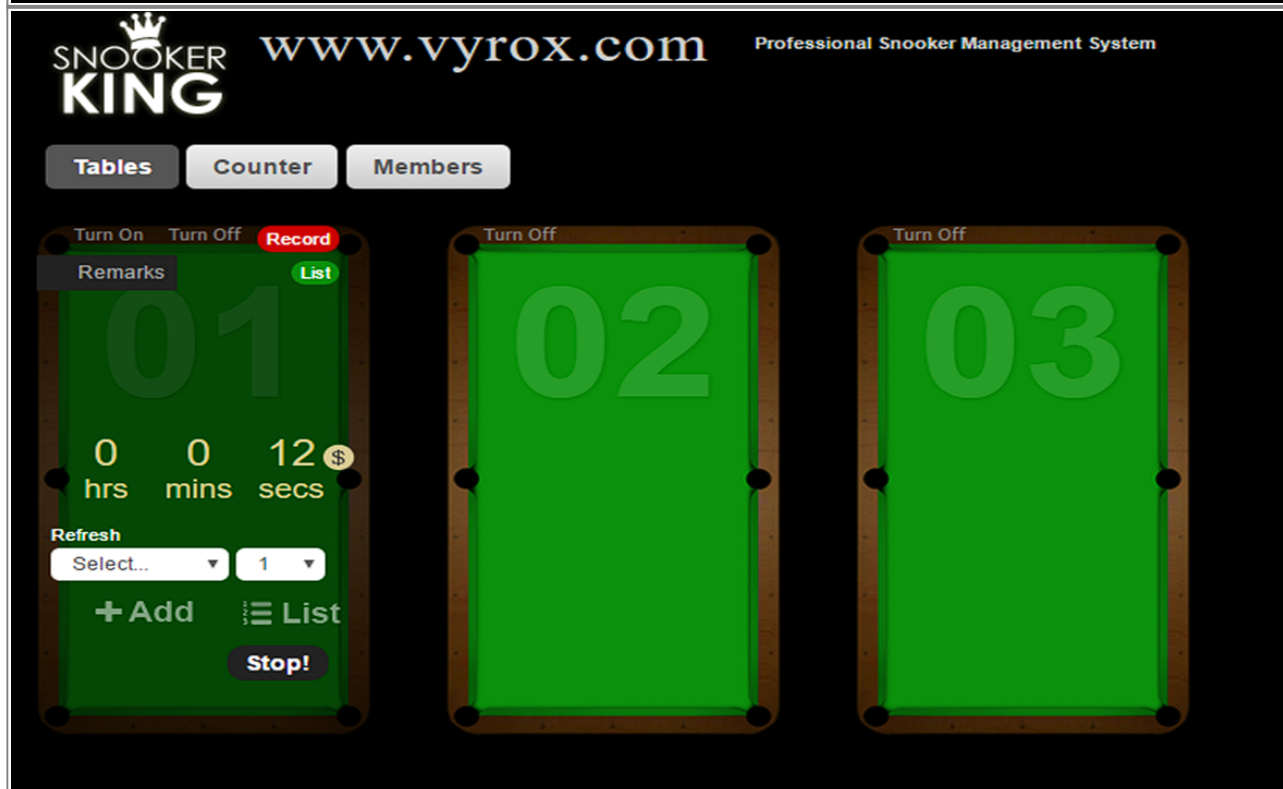 SNOOKER
KING
www.vyrox.com
Professional Snooker Management System
Tables Counter Members
Turn On Turn Off Record
Remarks List
01
0 0 12 $
hrs mins secs
Refresh
Select... 1
Add List
Stop!
Turn Off
02
Turn Off
03